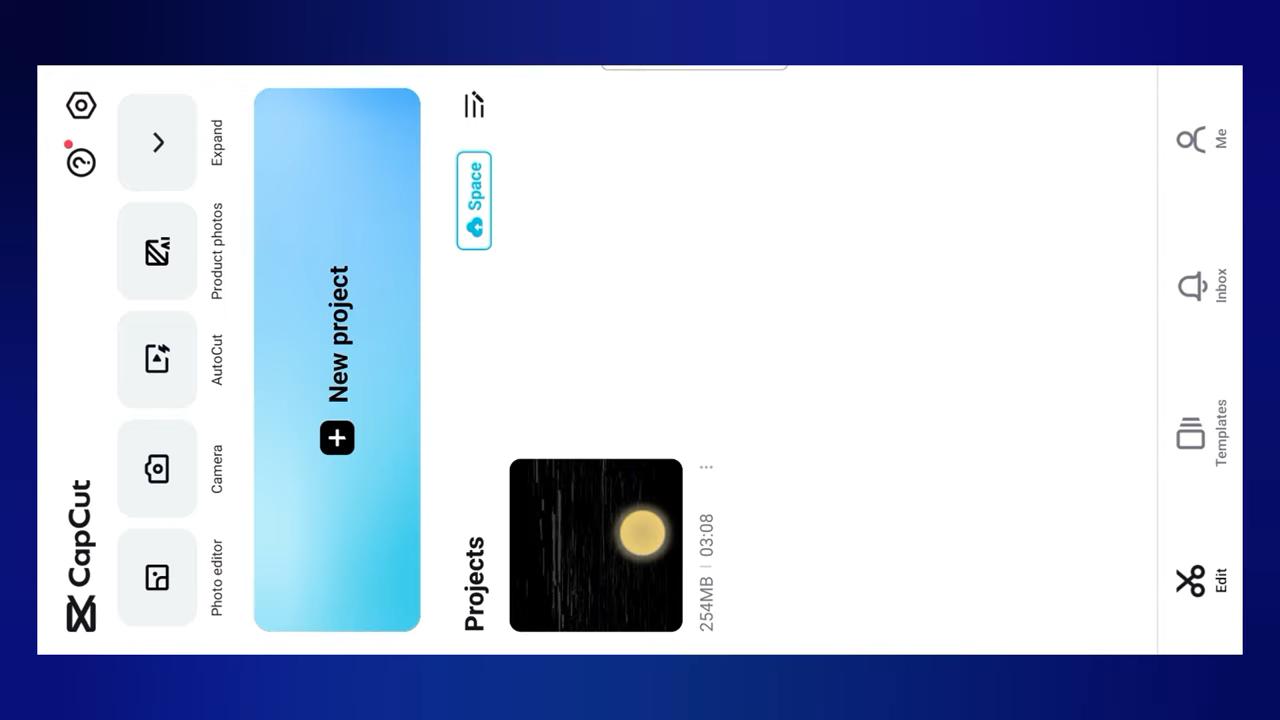 CapCut
Photo editor
Camera
AutoCut
Product photos
Expand
New project
Projects
Space
254MB | 03:08
Edit
Templates
Inbox
Me